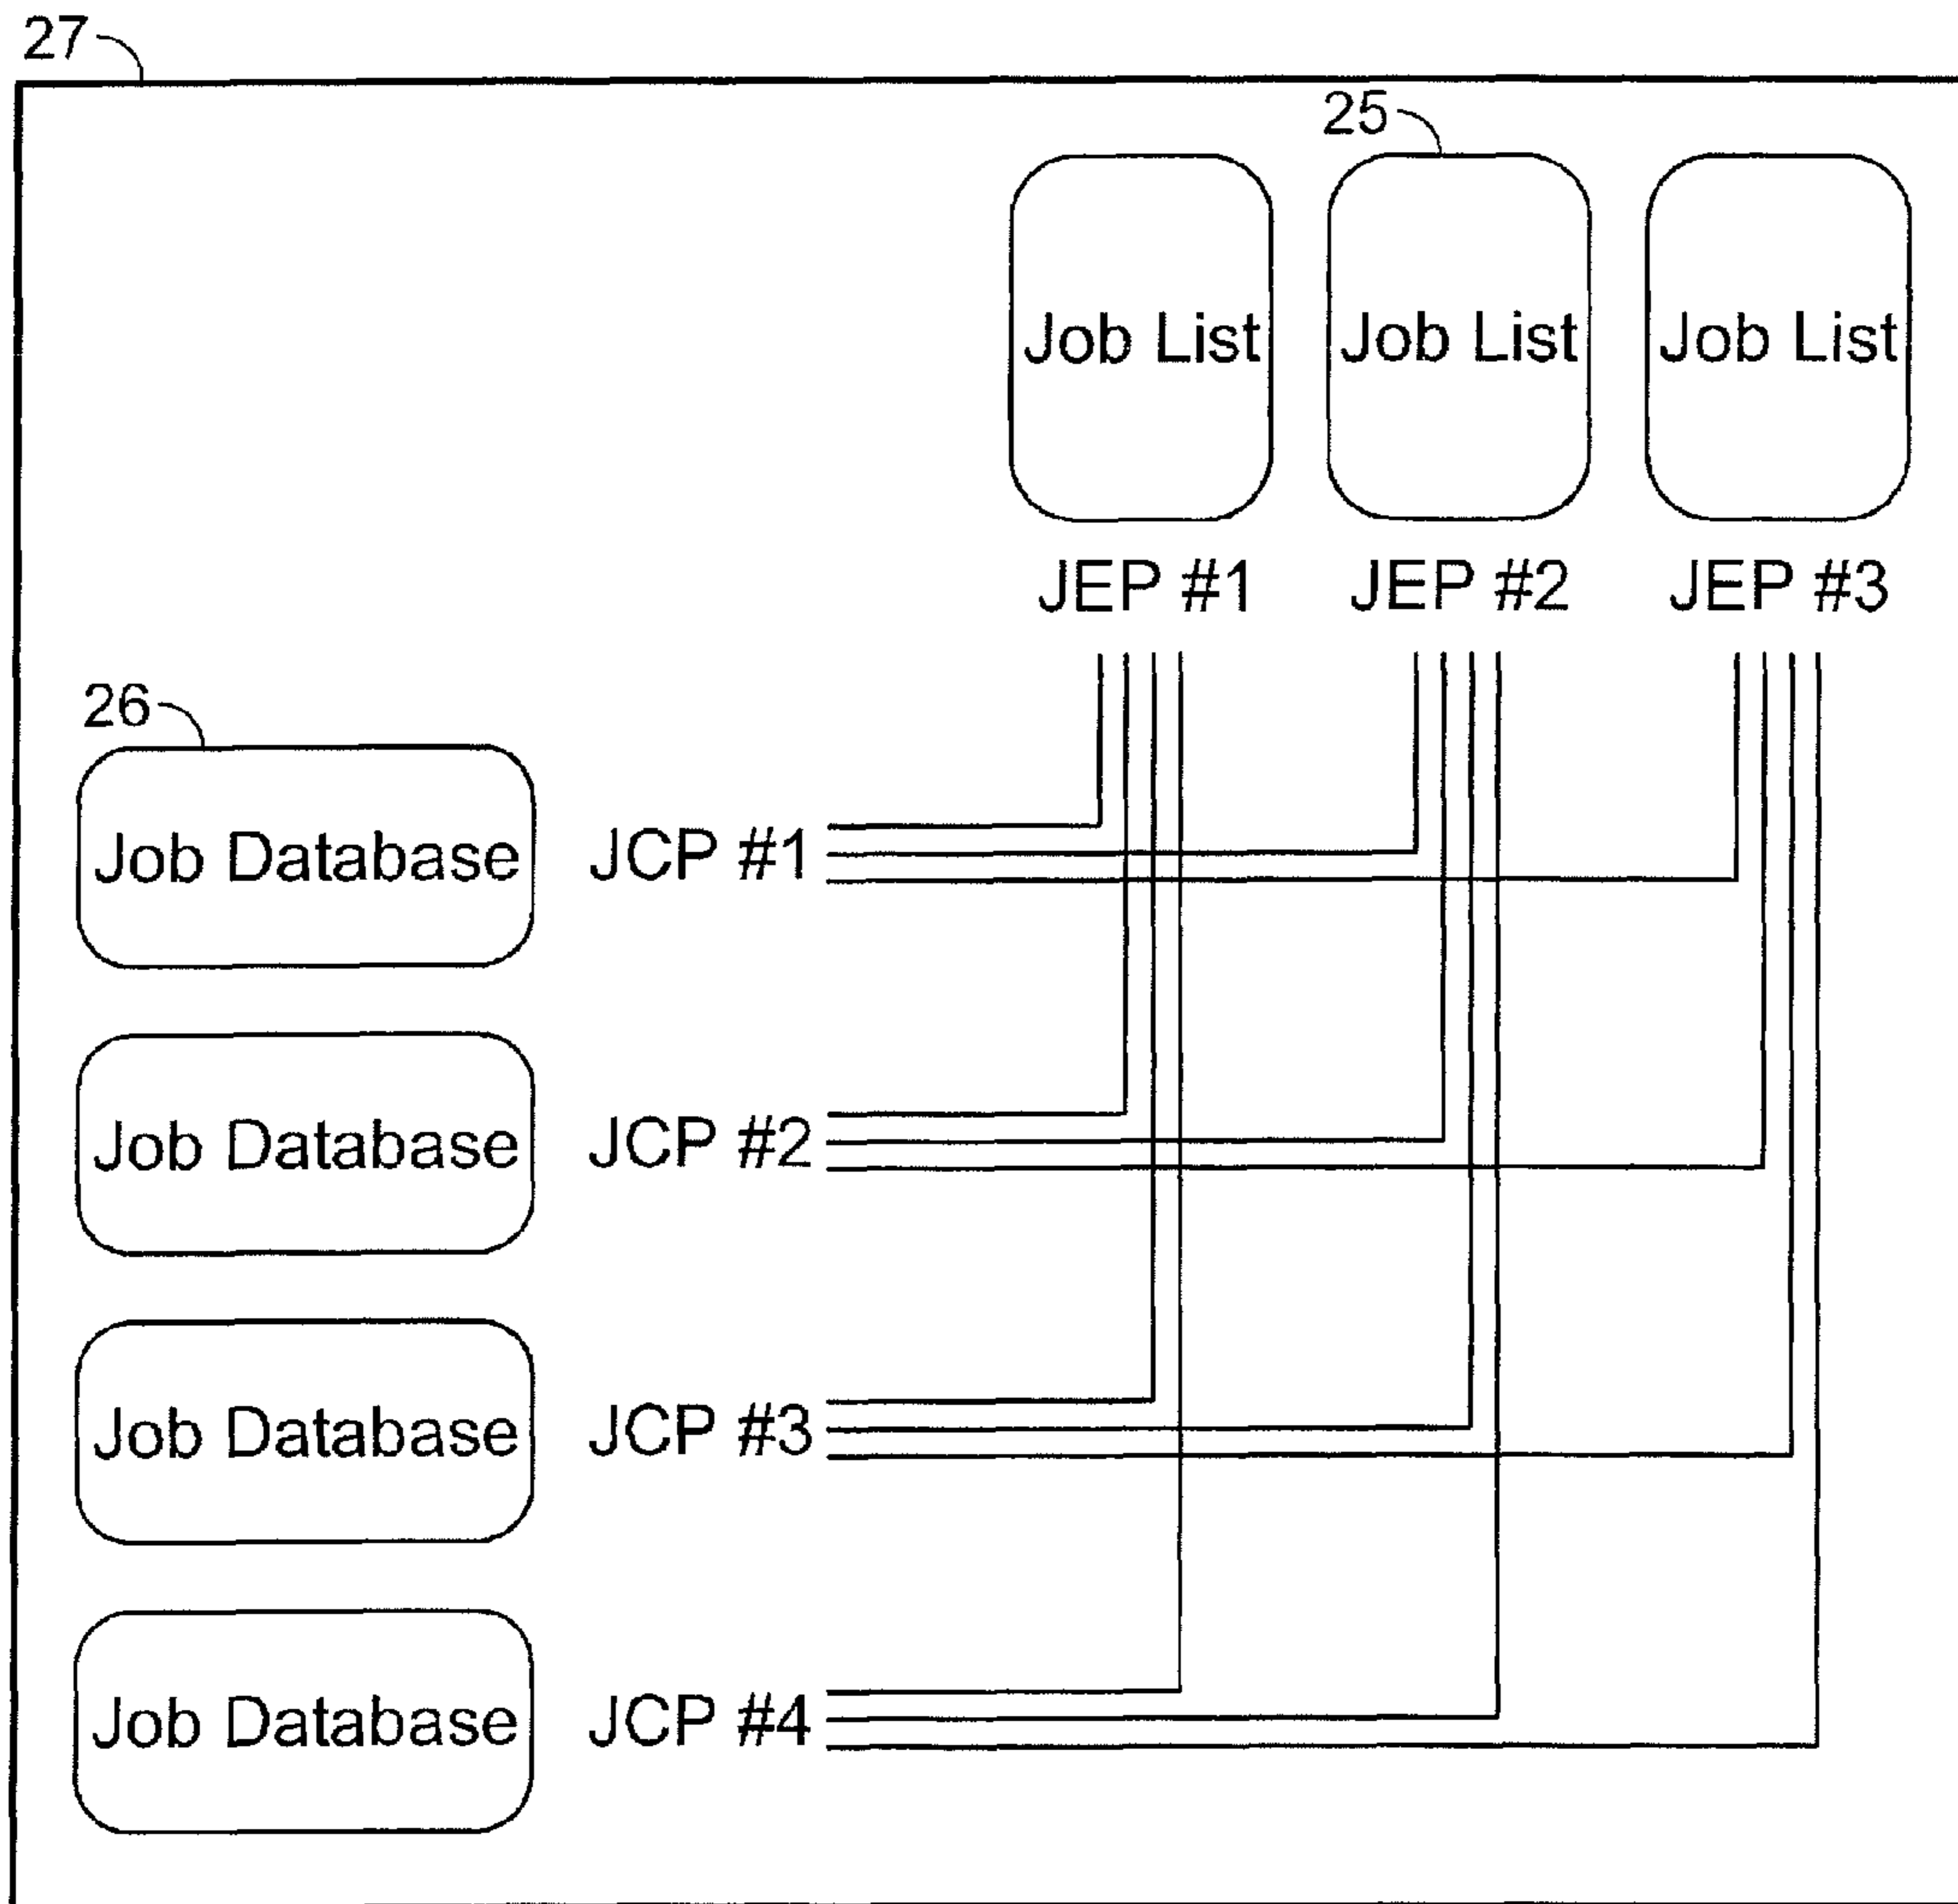 27
25
Job List Job List Job List
JEP #1 JEP #2 JEP #3
26
Job Database JCP #1
Job Database JCP #2
Job Database JCP #3
Job Database JCP #4